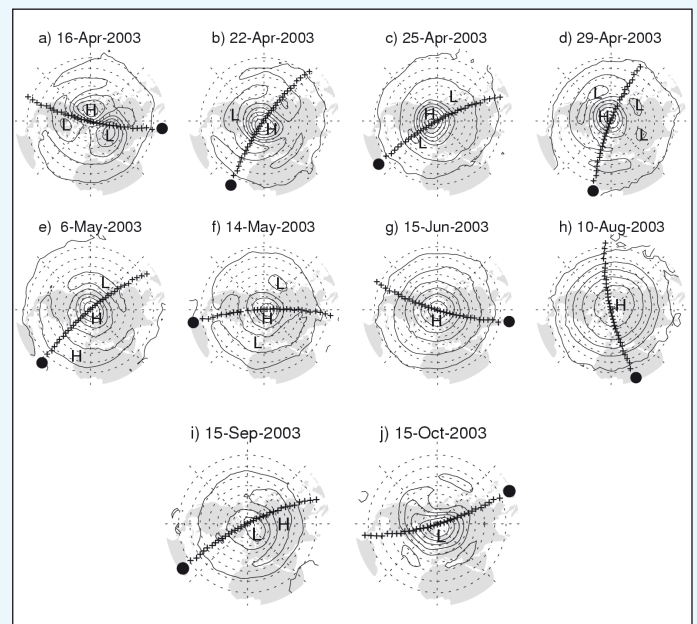 a) 16-Apr-2003
b) 22-Apr-2003
c) 25-Apr-2003
d) 29-Apr-2003
H
L
L
L
H
L
H
L
L
H
L
L
e) 6-May-2003
f) 14-May-2003
g) 15-Jun-2003
h) 10-Aug-2003
L
H
H
L
H
L
H
H
i) 15-Sep-2003
j) 15-Oct-2003
L
H
L